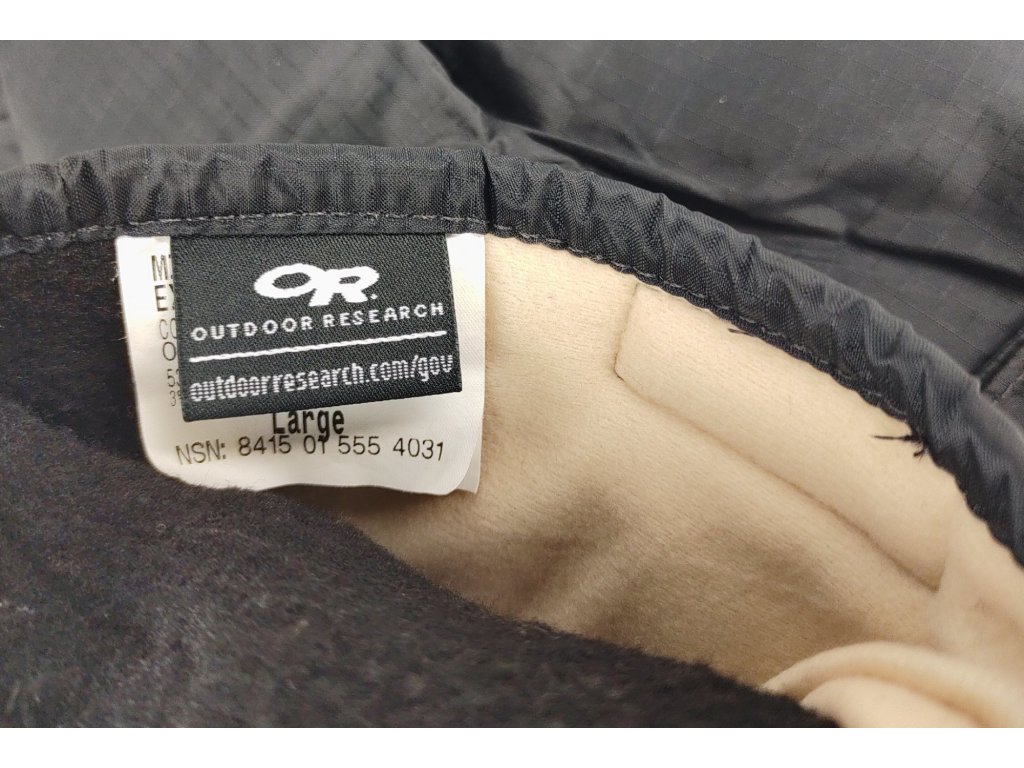 OR
OUTDOOR RESEARCH
outdoorresearch.com/gov
Large
NSN: 8415 01 555 4031